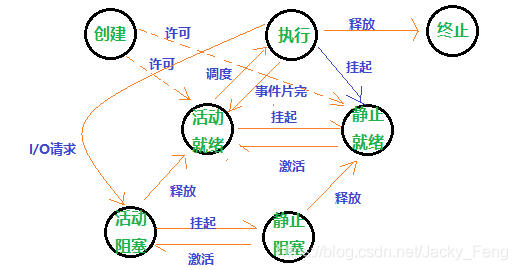 创建
许可
许可
执行
释放
终止
调度
挂起
事件片完
活动
就绪
挂起
静止
就绪
激活
I/O请求
释放
释放
活动
阻塞
挂起
激活
静止
阻塞
https://blog.csdn.net/Jacky_Feng